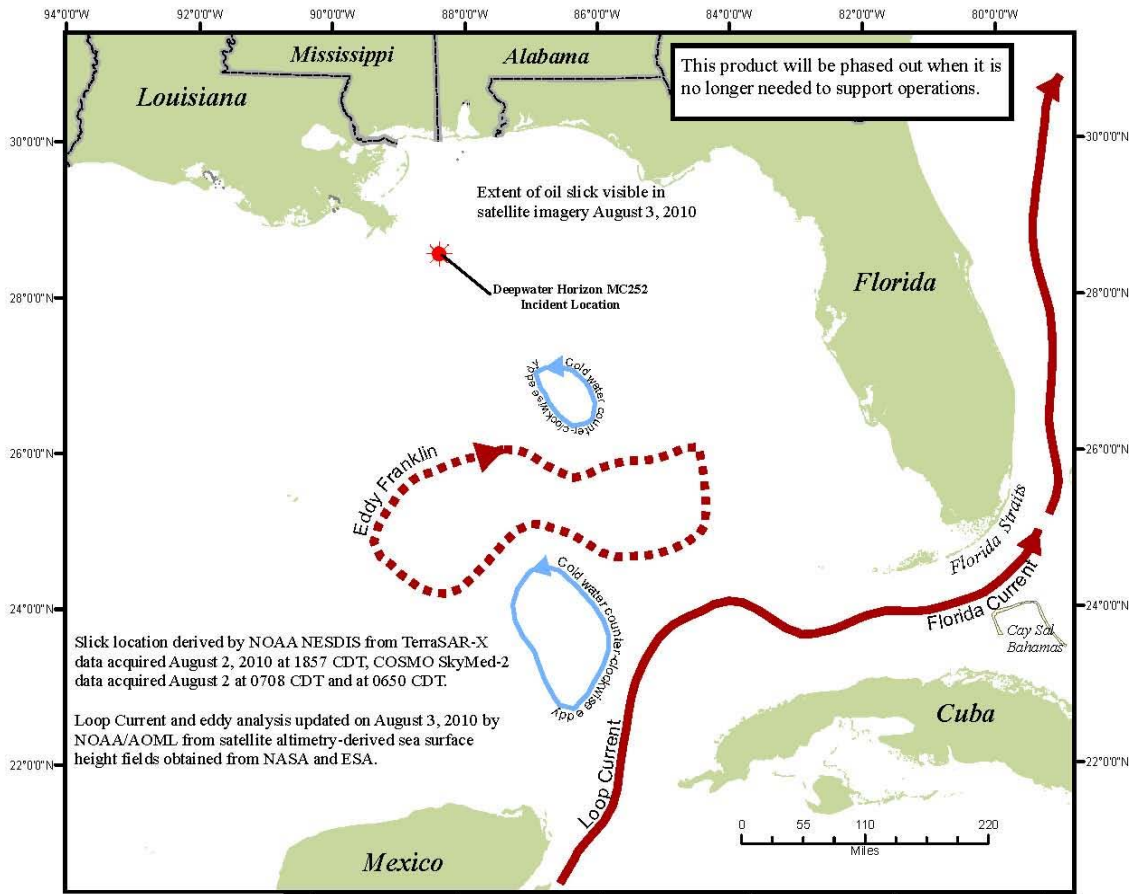 94°0'0"W
92°0'0"W
90°0'0"W
88°0'0"W
86°0'0"W
84°0'0"W
82°0'0"W
80°0'0"W
Mississippi
Alabama
Louisiana
This product will be phased out when it is
no longer needed to support operations.
30°0'0"N
30°0'0"N
Extent of oil slick visible in
satellite imagery August 3, 2010
Florida
Deepwater Horizon MC252
Incident Location
28°0'0"N
28°0'0"N
Cold water counter-clockwise eddy
26°0'0"N
26°0'0"N
Eddy Franklin
Florida Straits
Cold water counter-clockwise eddy
24°0'0"N
24°0'0"N
Florida Current
Cay Sal
Bahamas
Slick location derived by NOAA NESDIS from TerraSAR-X
data acquired August 2, 2010 at 1857 CDT, COSMO SkyMed-2
data acquired August 2 at 0708 CDT and at 0650 CDT.
Loop Current and eddy analysis updated on August 3, 2010 by
NOAA/AOML from satellite altimetry-derived sea surface
height fields obtained from NASA and ESA.
Cuba
22°0'0"N
22°0'0"N
Loop Current
0 55 110 220
Miles
Mexico